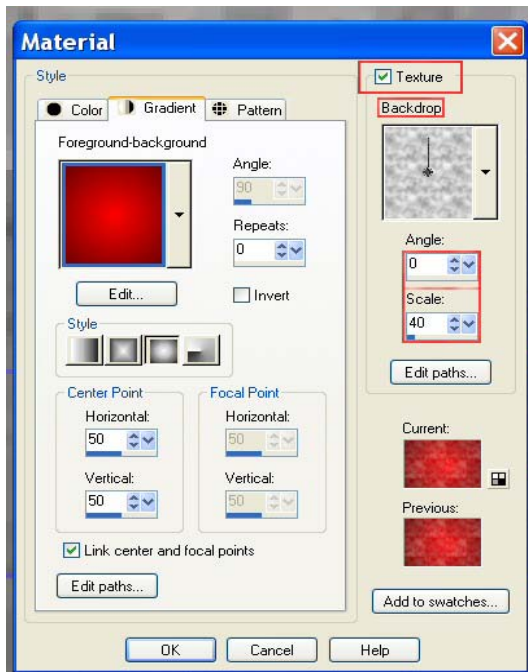 Material
Style
Color
Gradient
Pattern
Foreground-background
Angle:
90
Repeats:
0
Edit...
Invert
Style
Center Point
Horizontal:
50
Vertical:
50
Focal Point
Horizontal:
50
Vertical:
50
Link center and focal points
Edit paths...
Texture
Backdrop
Angle:
0
Scale:
40
Edit paths...
Current:
Previous:
Add to swatches...
OK
Cancel
Help